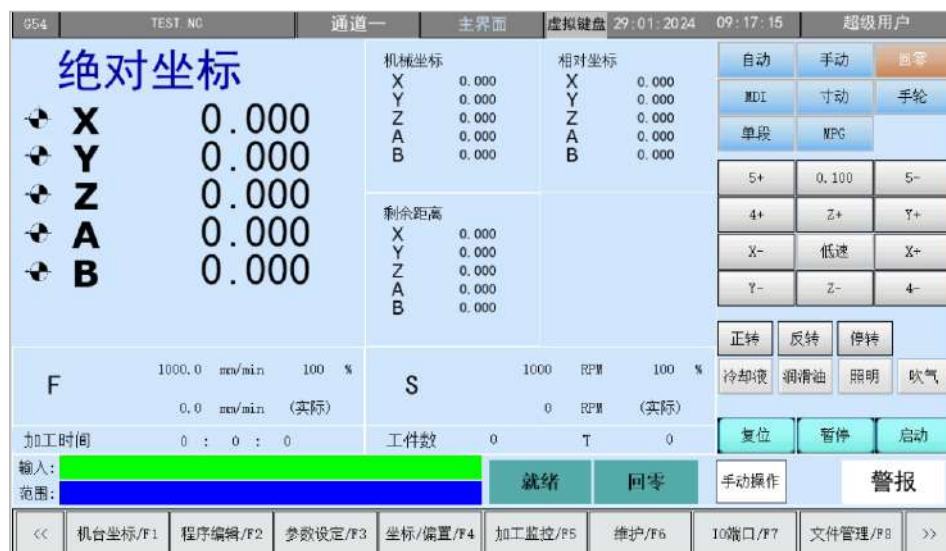 G54 TEST NC 通道一 主界面 虚拟键盘 29:01:2024 09:17:15 超级用户
绝对坐标
X 0.000
Y 0.000
Z 0.000
A 0.000
B 0.000
机械坐标
X 0.000
Y 0.000
Z 0.000
A 0.000
B 0.000
相对坐标
X 0.000
Y 0.000
Z 0.000
A 0.000
B 0.000
剩余距离
X 0.000
Y 0.000
Z 0.000
A 0.000
B 0.000
自动 手动 回零
MDI 寸动 手轮
单段 MPG
5+ 0.100 5-
4+ Z+ Y+
X- 低速 X+
Y- Z- 4-
正转 反转 停转
冷却液 润滑油 照明 吹气
F 1000.0 mm/min 100 %
0.0 mm/min (实际)
S 1000 RPM 100 %
0 RPM (实际)
加工时间 0 : 0 : 0 工件数 0 T 0
复位 暂停 启动
输入:
范围:
就绪 回零 手动操作 警报
<< 机台坐标/F1 程序编辑/F2 参数设定/F3 坐标/偏置/F4 加工监控/F5 维护/F6 IO端口/F7 文件管理/F8 >>